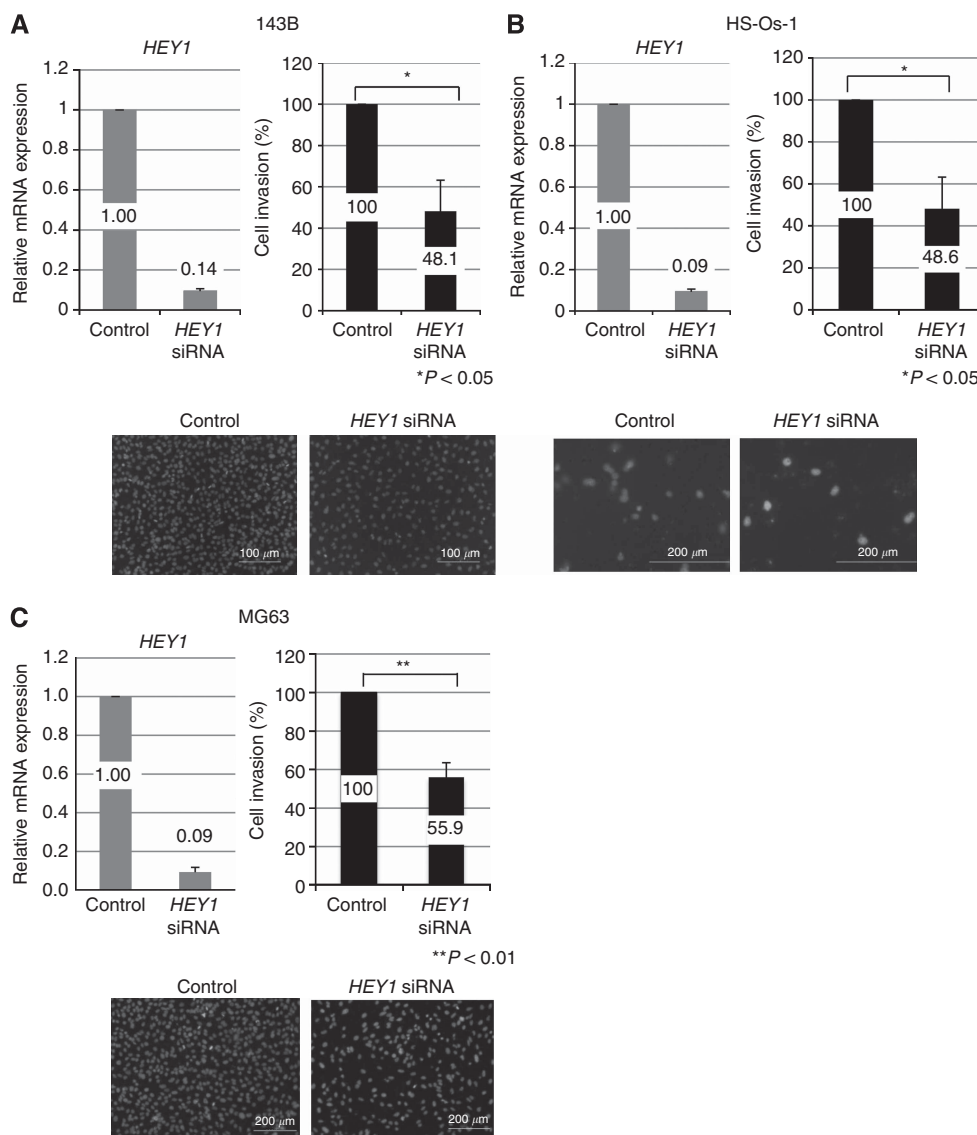 A
143B
HEY1
Relative mRNA expression
1.2
1
0.8
0.6
0.4
0.2
0
1.00
0.14
Control
HEY1
siRNA
Cell invasion (%)
120
100
80
60
40
20
0
*
100
48.1
Control
HEY1
siRNA
*P < 0.05
Control
HEY1 siRNA
100 μm
100 μm
B
HS-Os-1
HEY1
Relative mRNA expression
1.2
1
0.8
0.6
0.4
0.2
0
1.00
0.09
Control
HEY1
siRNA
Cell invasion (%)
120
100
80
60
40
20
0
*
100
48.6
Control
HEY1
siRNA
*P < 0.05
Control
HEY1 siRNA
200 μm
200 μm
C
MG63
HEY1
Relative mRNA expression
1.2
1.0
0.8
0.6
0.4
0.2
0.0
1.00
0.09
Control
HEY1
siRNA
Cell invasion (%)
120
100
80
60
40
20
0
**
100
55.9
Control
HEY1
siRNA
**P < 0.01
Control
HEY1 siRNA
200 μm
200 μm